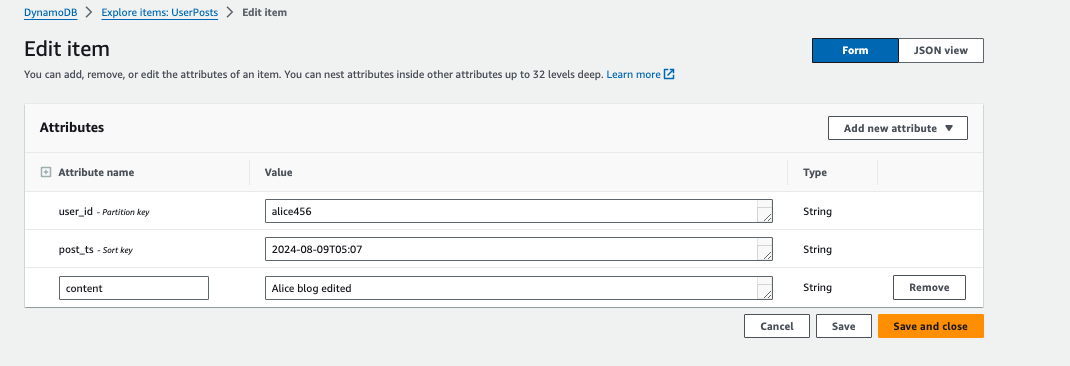 DynamoDB > Explore items: UserPosts > Edit item
Edit item
Form JSON view
You can add, remove, or edit the attributes of an item. You can nest attributes inside other attributes up to 32 levels deep. Learn more
Attributes
Add new attribute
Attribute name Value Type
user_id - Partition key alice456 String
post_ts - Sort key 2024-08-09T05:07 String
content Alice blog edited String Remove
Cancel Save Save and close